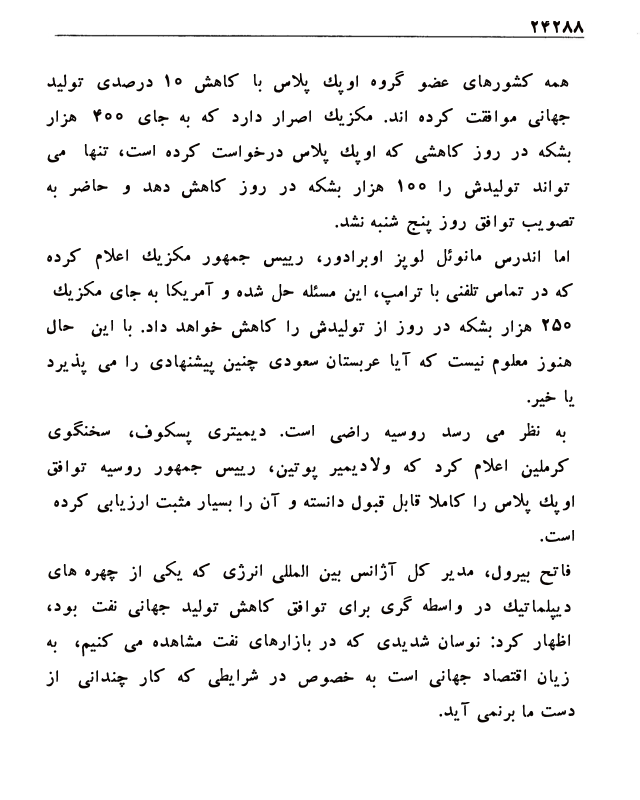 ۲۴۲۸۸
همه کشورهای عضو گروه اوپك پلاس با کاهش ۱۰ درصدی تولید
جهانی موافقت کرده اند. مکزیك اصرار دارد که به جای ۴۰۰ هزار
بشکه در روز کاهشی که اوپك پلاس درخواست کرده است، تنها می
تواند تولیدش را ۱۰۰ هزار بشکه در روز کاهش دهد و حاضر به
تصویب توافق روز پنج شنبه نشد.
اما اندرس مانوئل لوپز اوبرادور، رییس جمهور مکزیك اعلام کرده
که در تماس تلفنی با ترامپ، این مسئله حل شده و آمریکا به جای مکزیك
۲۵۰ هزار بشکه در روز از تولیدش را کاهش خواهد داد. با این حال
هنوز معلوم نیست که آیا عربستان سعودی چنین پیشنهادی را می پذیرد
یا خیر.
به نظر می رسد روسیه راضی است. دیمیتری پسکوف، سخنگوی
کرملین اعلام کرد که ولادیمیر پوتین، رییس جمهور روسیه توافق
اوپك پلاس را کاملا قابل قبول دانسته و آن را بسیار مثبت ارزیابی کرده
است.
فاتح بیرول، مدیر کل آژانس بین المللی انرژی که یکی از چهره های
دیپلماتیك در واسطه گری برای توافق کاهش تولید جهانی نفت بود،
اظهار کرد: نوسان شدیدی که در بازارهای نفت مشاهده می کنیم، به
زیان اقتصاد جهانی است به خصوص در شرایطی که کار چندانی از
دست ما برنمی آید.